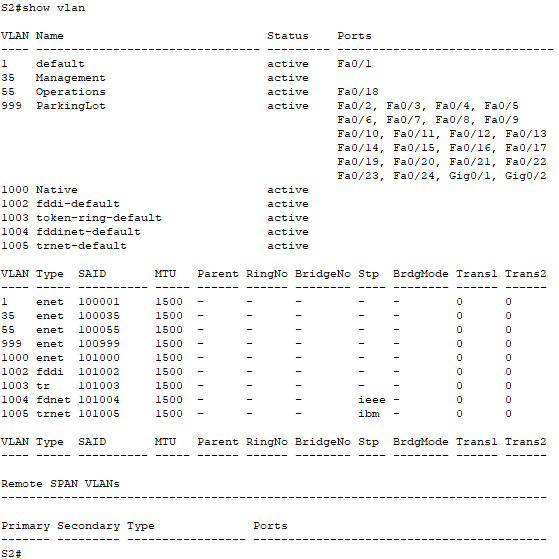 S2#show vlan
VLAN Name                             Status    Ports
---- -------------------------------- --------- -------------------------------
1    default                          active    Fa0/1
35   Management                       active
55   Operations                       active    Fa0/18
999  ParkingLot                       active    Fa0/2, Fa0/3, Fa0/4, Fa0/5
                                                Fa0/6, Fa0/7, Fa0/8, Fa0/9
                                                Fa0/10, Fa0/11, Fa0/12, Fa0/13
                                                Fa0/14, Fa0/15, Fa0/16, Fa0/17
                                                Fa0/19, Fa0/20, Fa0/21, Fa0/22
                                                Fa0/23, Fa0/24, Gig0/1, Gig0/2
1000 Native                           active
1002 fddi-default                     active
1003 token-ring-default               active
1004 fddinet-default                  active
1005 trnet-default                    active
VLAN Type  SAID       MTU   Parent RingNo BridgeNo Stp  BrdgMode Trans1 Trans2
---- ----- ---------- ----- ------ ------ -------- ---- -------- ------ ------
1    enet  100001     1500  -      -      -        -    -        0      0
35   enet  100035     1500  -      -      -        -    -        0      0
55   enet  100055     1500  -      -      -        -    -        0      0
999  enet  100999     1500  -      -      -        -    -        0      0
1000 enet  101000     1500  -      -      -        -    -        0      0
1002 fddi  101002     1500  -      -      -        -    -        0      0
1003 tr    101003     1500  -      -      -        -    -        0      0
1004 fdnet 101004     1500  -      -      -        ieee -        0      0
1005 trnet 101005     1500  -      -      -        ibm  -        0      0
VLAN Type  SAID       MTU   Parent RingNo BridgeNo Stp  BrdgMode Trans1 Trans2
---- ----- ---------- ----- ------ ------ -------- ---- -------- ------ ------
Remote SPAN VLANs
------------------------------------------------------------------------------
Primary Secondary Type              Ports
------- --------- ----------------- ------------------------------------------
S2#